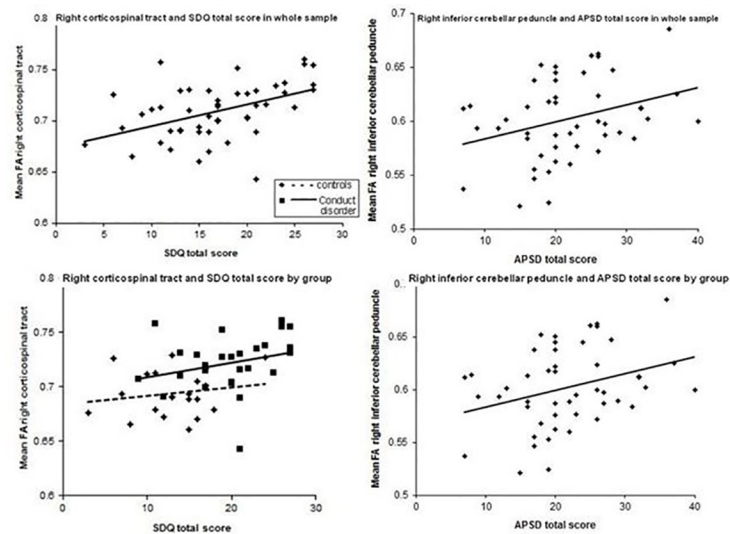 Right corticospinal tract and SDQ total score in whole sample
0.8
0.75
0.7
0.65
0.6
Mean FA right corticospinal tract
0 5 10 15 20 25 30
SDQ total score
controls
Conduct
disorder
Right inferior cerebellar peduncle and APSD total score in whole sample
0.7
0.65
0.6
0.55
0.5
Mean FA right inferior cerebellar peduncle
0 10 20 30 40
APSD total score
Right corticospinal tract and SDQ total score by group
0.8
0.75
0.7
0.65
0.6
Mean FA right corticospinal tract
0 10 20 30
SDQ total score
Right inferior cerebellar peduncle and APSD total score by group
0.65
0.6
0.55
0.5
Mean FA right inferior cerebellar peduncle
0 10 20 30 40
APSD total score